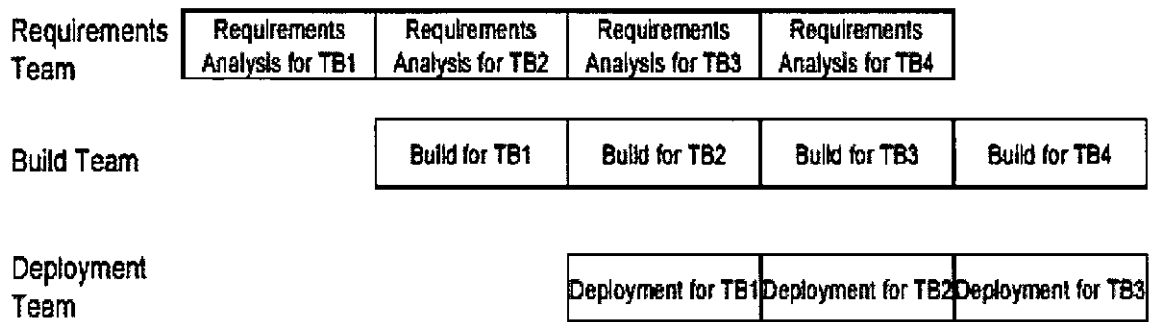 Requirements
Team
Requirements
Analysis for TB1
Requirements
Analysis for TB2
Requirements
Analysis for TB3
Requirements
Analysis for TB4
Build Team
Build for TB1
Build for TB2
Build for TB3
Build for TB4
Deployment
Team
Deployment for TB1
Deployment for TB2
Deployment for TB3